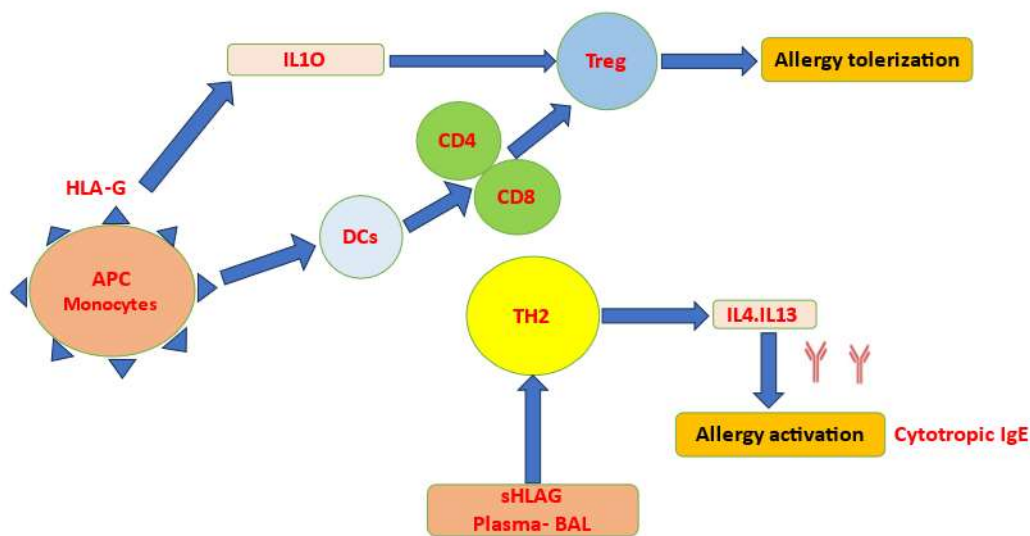 IL1O
Treg
Allergy tolerization
CD4
CD8
HLA-G
DCs
APC
Monocytes
TH2
IL4.IL13
Allergy activation
Cytotropic IgE
sHLAG
Plasma- BAL